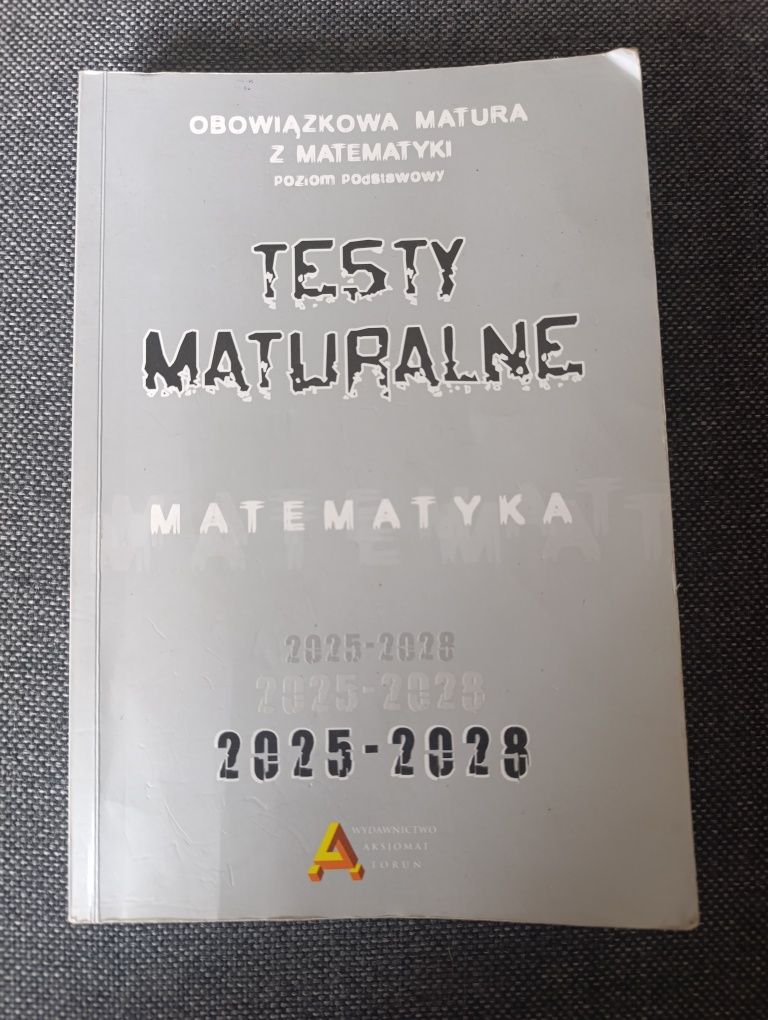 OBOWIĄZKOWA MATURA
Z MATEMATYKI
POZIOM PODSTAWOWY
TESTY
MATURALNE
MATEMATYKA
2025-2028
2025-2028
2025-2028
WYDAWNICTWO
AKSJOMAT
TORUŃ